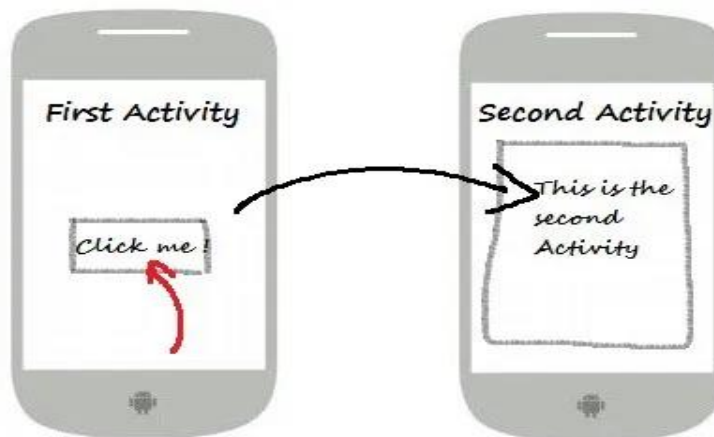 First Activity
Click me !
Second Activity
This is the
second
Activity